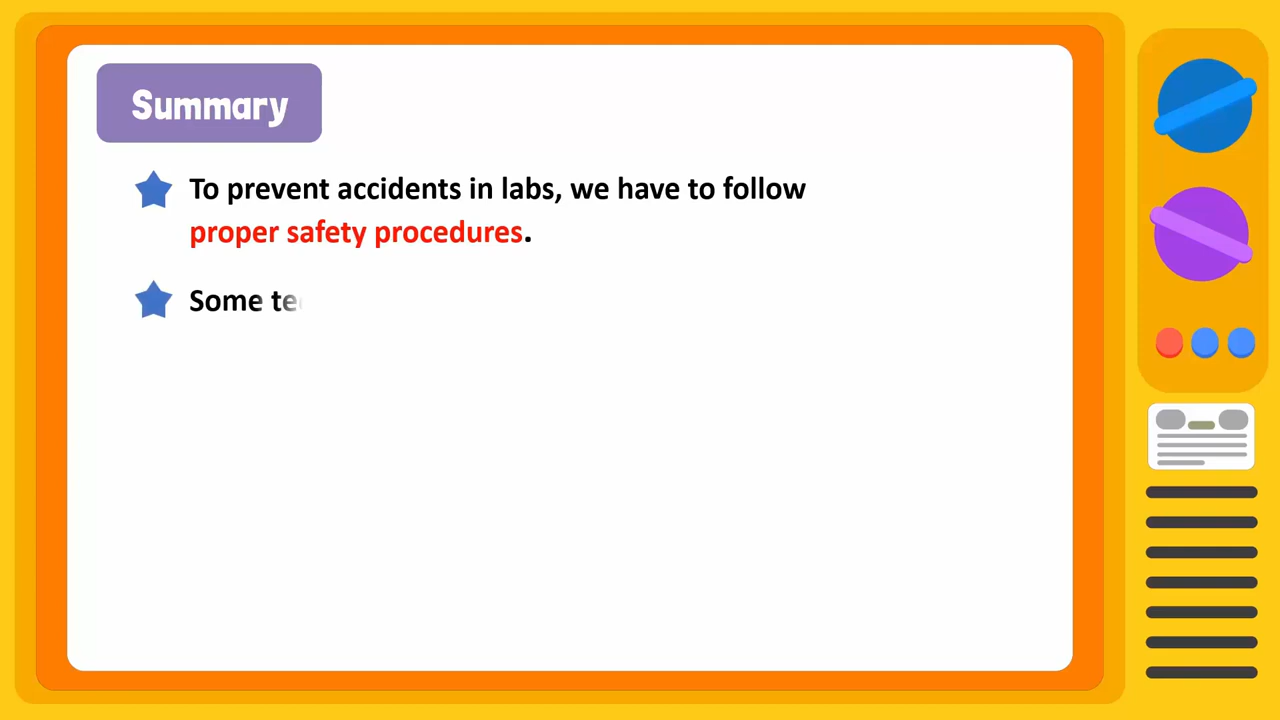 Summary
To prevent accidents in labs, we have to follow
proper safety procedures.
Some